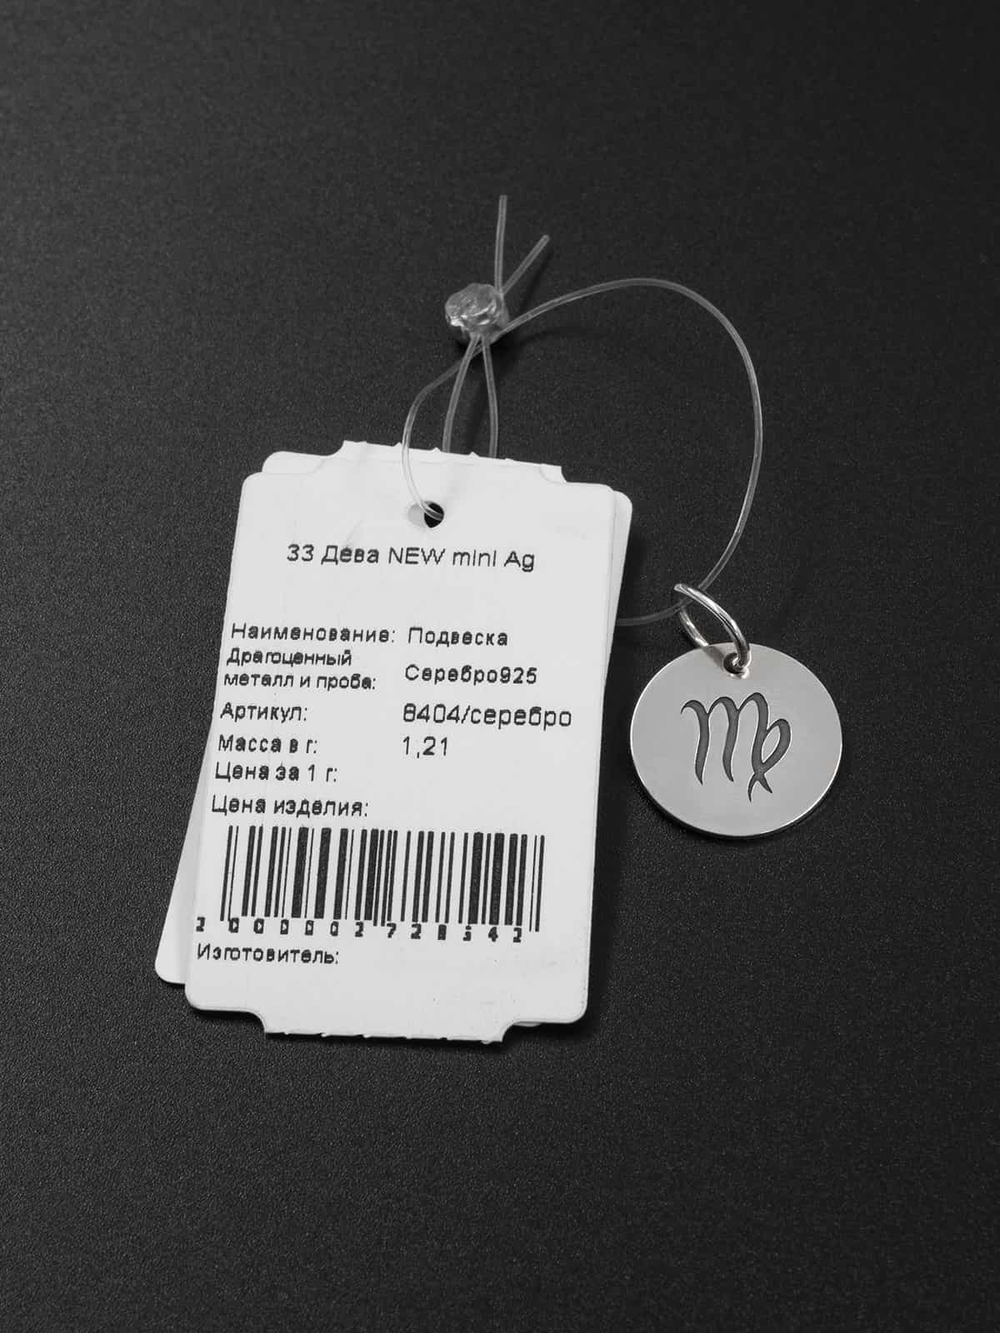 33 Дева NEW mini Ag
Наименование: Подвеска
Драгоценный
металл и проба: Серебро925
Артикул: 8404/серебро
Масса в г: 1,21
Цена за 1 г:
Цена изделия:
Изготовитель: